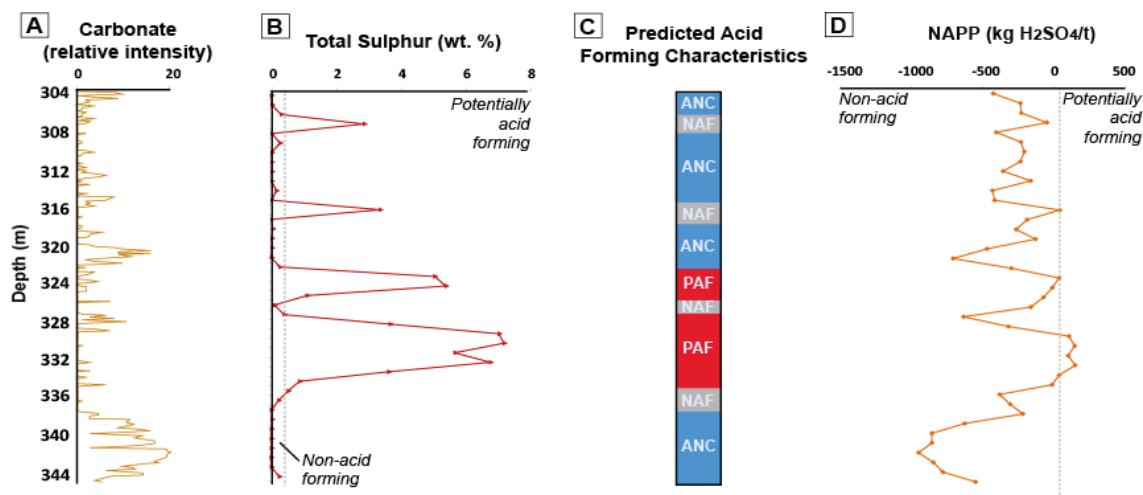 A
Carbonate
(relative intensity)
0
20
Depth (m)
304
308
312
316
320
324
328
332
336
340
344
B
Total Sulphur (wt. %)
0
2
4
6
8
Potentially
acid
forming
Non-acid
forming
C
Predicted Acid
Forming Characteristics
ANC
NAF
ANC
NAF
ANC
PAF
NAF
PAF
NAF
ANC
D
NAPP (kg H₂SO₄/t)
-1500
-1000
-500
0
500
Non-acid
forming
Potentially
acid
forming